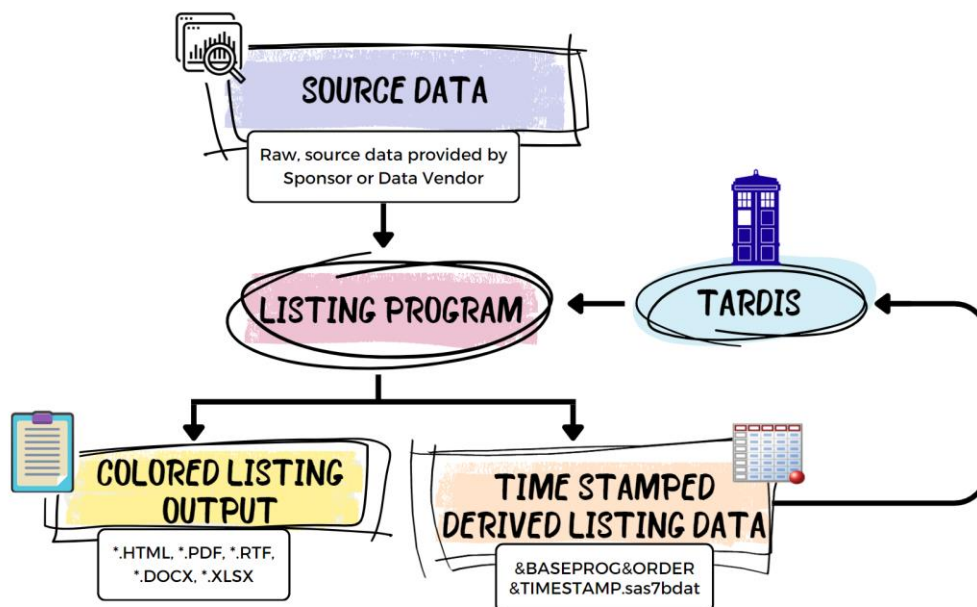 SOURCE DATA
Raw, source data provided by
Sponsor or Data Vendor
LISTING PROGRAM
TARDIS
COLORED LISTING
OUTPUT
*.HTML, *.PDF, *.RTF,
*.DOCX, *.XLSX
TIME STAMPED
DERIVED LISTING DATA
&BASEPROG&ORDER
&TIMESTAMP.sas7bdat